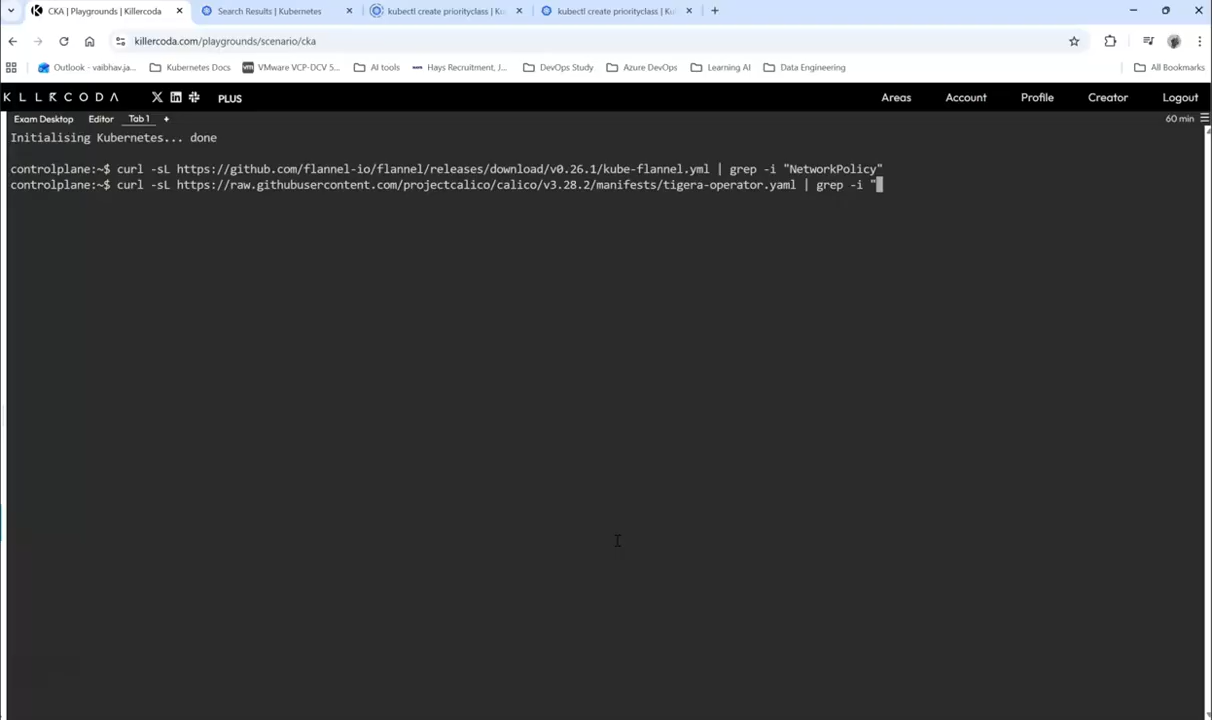 CKA | Playgrounds | Killercoda
Search Results | Kubernetes
kubectl create priorityclass | Ku
kubectl create priorityclass | Ku
killercoda.com/playgrounds/scenario/cka
Outlook - vaibhav.ja...
Kubernetes Docs
VMware VCP-DCV 5...
AI tools
Hays Recruitment, J...
DevOps Study
Azure DevOps
Learning AI
Data Engineering
All Bookmarks
KILLRCODA
PLUS
Areas
Account
Profile
Creator
Logout
Exam Desktop
Editor
Tab 1
+
60 min
Initialising Kubernetes... done
controlplane:~$ curl -sL https://github.com/flannel-io/flannel/releases/download/v0.26.1/kube-flannel.yml | grep -i "NetworkPolicy"
controlplane:~$ curl -sL https://raw.githubusercontent.com/projectcalico/calico/v3.28.2/manifests/tigera-operator.yaml | grep -i "